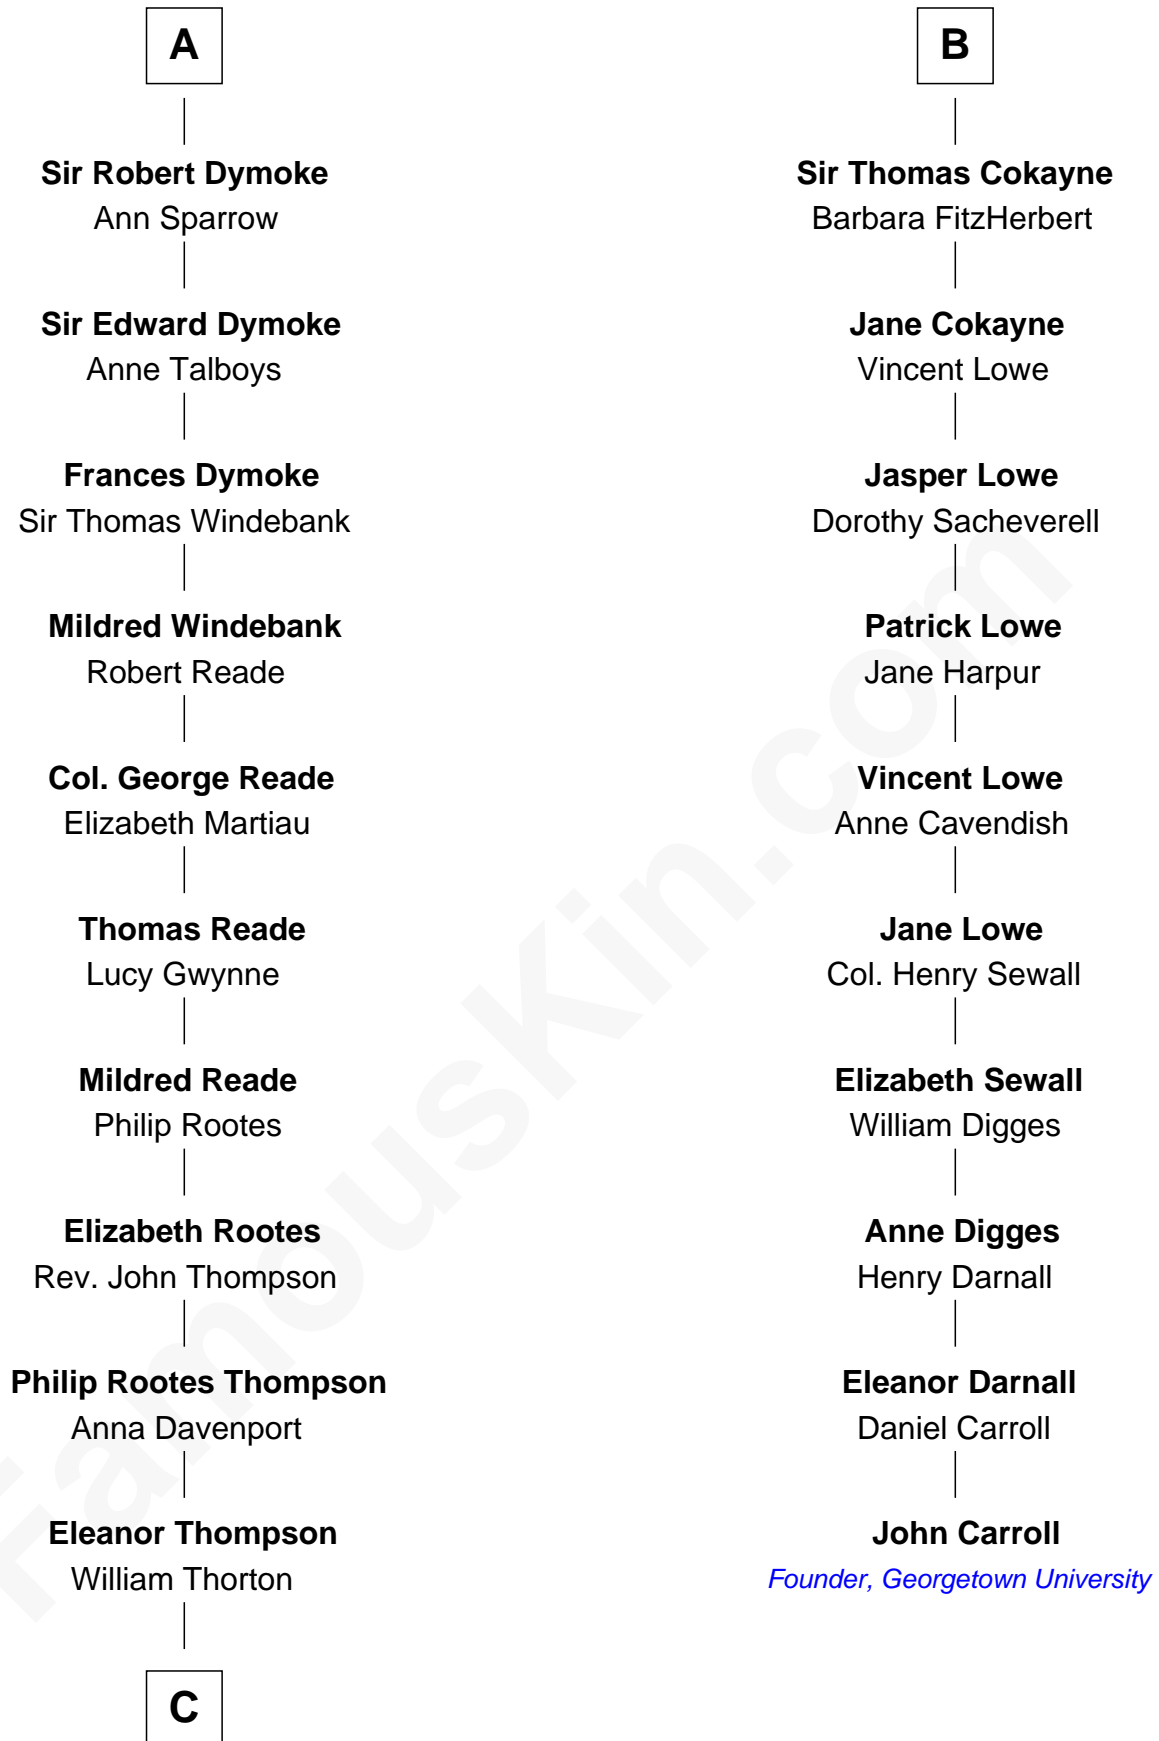 A
Sir Robert Dymoke
Ann Sparrow
Sir Edward Dymoke
Anne Talboys
Frances Dymoke
Sir Thomas Windebank
Mildred Windebank
Robert Reade
Col. George Reade
Elizabeth Martiau
Thomas Reade
Lucy Gwynne
Mildred Reade
Philip Rootes
Elizabeth Rootes
Rev. John Thompson
Philip Rootes Thompson
Anna Davenport
Eleanor Thompson
William Thorton
C
B
Sir Thomas Cokayne
Barbara FitzHerbert
Jane Cokayne
Vincent Lowe
Jasper Lowe
Dorothy Sacheverell
Patrick Lowe
Jane Harpur
Vincent Lowe
Anne Cavendish
Jane Lowe
Col. Henry Sewall
Elizabeth Sewall
William Digges
Anne Digges
Henry Darnall
Eleanor Darnall
Daniel Carroll
John Carroll
Founder, Georgetown University
FamousKin.com